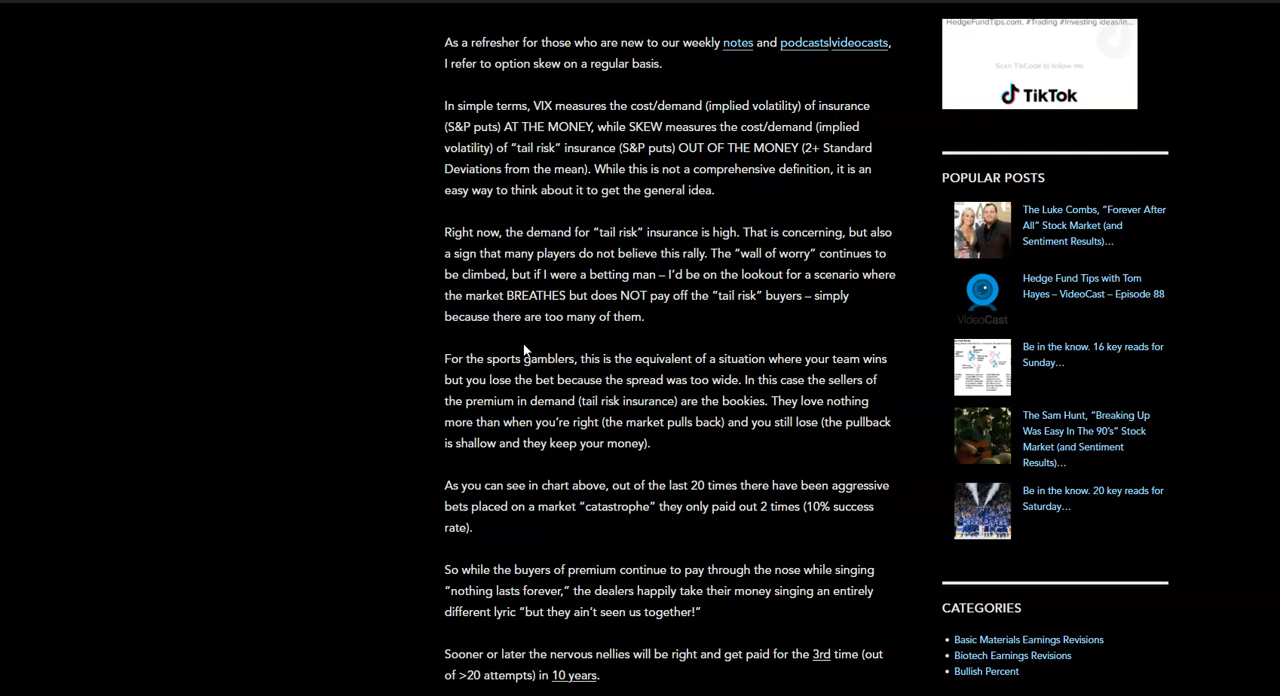 As a refresher for those who are new to our weekly notes and podcasts|videocasts,
I refer to option skew on a regular basis.
In simple terms, VIX measures the cost/demand (implied volatility) of insurance
(S&P puts) AT THE MONEY, while SKEW measures the cost/demand (implied
volatility) of “tail risk” insurance (S&P puts) OUT OF THE MONEY (2+ Standard
Deviations from the mean). While this is not a comprehensive definition, it is an
easy way to think about it to get the general idea.
Right now, the demand for “tail risk” insurance is high. That is concerning, but also
a sign that many players do not believe this rally. The “wall of worry” continues to
be climbed, but if I were a betting man – I’d be on the lookout for a scenario where
the market BREATHES but does NOT pay off the “tail risk” buyers – simply
because there are too many of them.
For the sports gamblers, this is the equivalent of a situation where your team wins
but you lose the bet because the spread was too wide. In this case the sellers of
the premium in demand (tail risk insurance) are the bookies. They love nothing
more than when you’re right (the market pulls back) and you still lose (the pullback
is shallow and they keep your money).
As you can see in chart above, out of the last 20 times there have been aggressive
bets placed on a market “catastrophe” they only paid out 2 times (10% success
rate).
So while the buyers of premium continue to pay through the nose while singing
“nothing lasts forever,” the dealers happily take their money singing an entirely
different lyric “but they ain’t seen us together!”
Sooner or later the nervous nellies will be right and get paid for the 3rd time (out
of >20 attempts) in 10 years.
HedgeFundTips.com, #Trading #Investing ideas/in...
Scan TikCode to follow me
TikTok
POPULAR POSTS
The Luke Combs, “Forever After
All” Stock Market (and
Sentiment Results)…
Hedge Fund Tips with Tom
Hayes – VideoCast – Episode 88
VideoCast
Be in the know. 16 key reads for
Sunday…
The Sam Hunt, “Breaking Up
Was Easy In The 90’s” Stock
Market (and Sentiment
Results)…
Be in the know. 20 key reads for
Saturday…
CATEGORIES
Basic Materials Earnings Revisions
Biotech Earnings Revisions
Bullish Percent